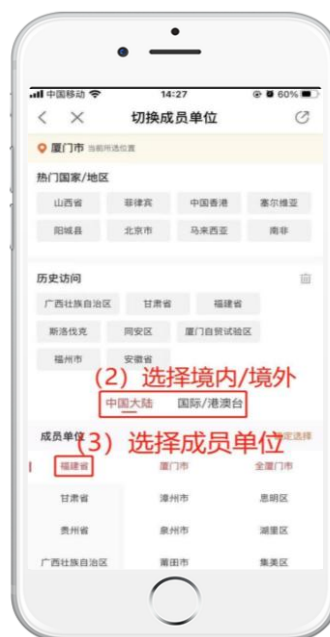 中国移动 14:27 60%
切换成员单位
厦门市 当前所选位置
热门国家/地区
山西省 菲律宾 中国香港 塞尔维亚
阳城县 北京市 马来西亚 南非
历史访问
广西壮族自治区 甘肃省 福建省
斯洛伐克 同安区 厦门自贸试验区
福州市 安徽省
（2）选择境内/境外
中国大陆 国际/港澳台
成员单位 定选择
（3）选择成员单位
福建省 厦门市 全厦门市
甘肃省 漳州市 思明区
贵州省 泉州市 湖里区
广西壮族自治区 莆田市 集美区